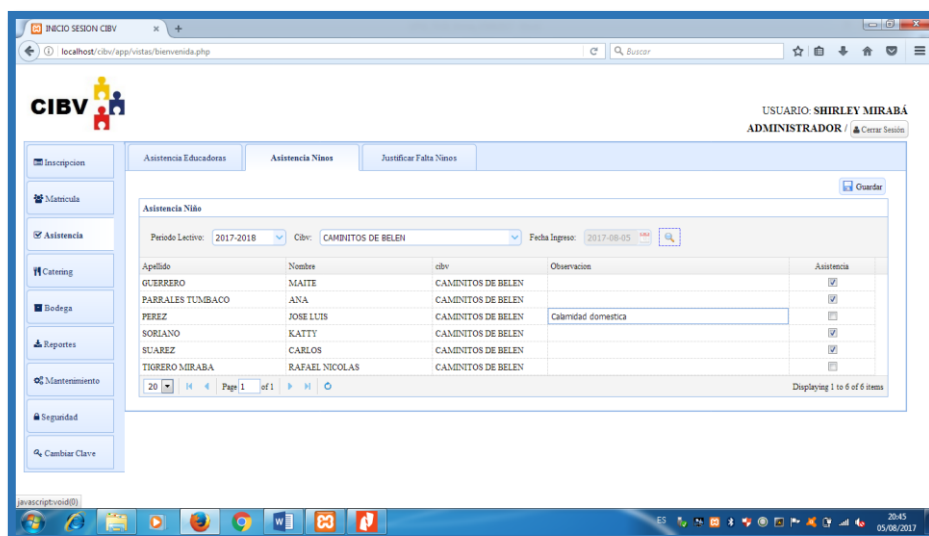 INICIO SESION CIBV
localhost/cibv/app/vistas/bienvenida.php
Buscar
CIBV
USUARIO: SHIRLEY MIRABÁ
ADMINISTRADOR / Cerrar Sesión
Inscripcion
Matricula
Asistencia
Catering
Bodega
Reportes
Mantenimiento
Seguridad
Cambiar Clave
Asistencia Educadoras Asistencia Ninos Justificar Falta Ninos
Guardar
Asistencia Niño
Periodo Lectivo: 2017-2018 Cibv: CAMINITOS DE BELEN Fecha Ingreso: 2017-08-05
Apellido Nombre cibv Observacion Asistencia
GUERRERO MAITE CAMINITOS DE BELEN
PARRALES TUMBACO ANA CAMINITOS DE BELEN
PEREZ JOSE LUIS CAMINITOS DE BELEN Calamidad domestica
SORIANO KATTY CAMINITOS DE BELEN
SUAREZ CARLOS CAMINITOS DE BELEN
TIGRERO MIRABA RAFAEL NICOLAS CAMINITOS DE BELEN
20 Page 1 of 1 Displaying 1 to 6 of 6 items
javascript:void(0)
ES 20:45
05/08/2017